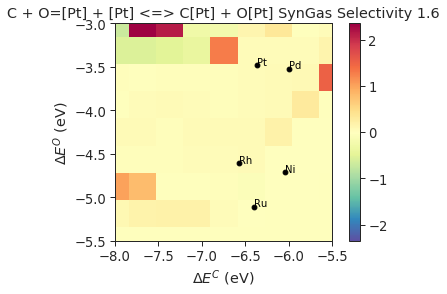 C + O=[Pt] + [Pt] <=> C[Pt] + O[Pt] SynGas Selectivity 1.6
−3.0
−3.5
−4.0
−4.5
−5.0
−5.5
ΔE^O (eV)
Pt
Pd
Rh
Ni
Ru
−8.0 −7.5 −7.0 −6.5 −6.0 −5.5
ΔE^C (eV)
2
1
0
−1
−2